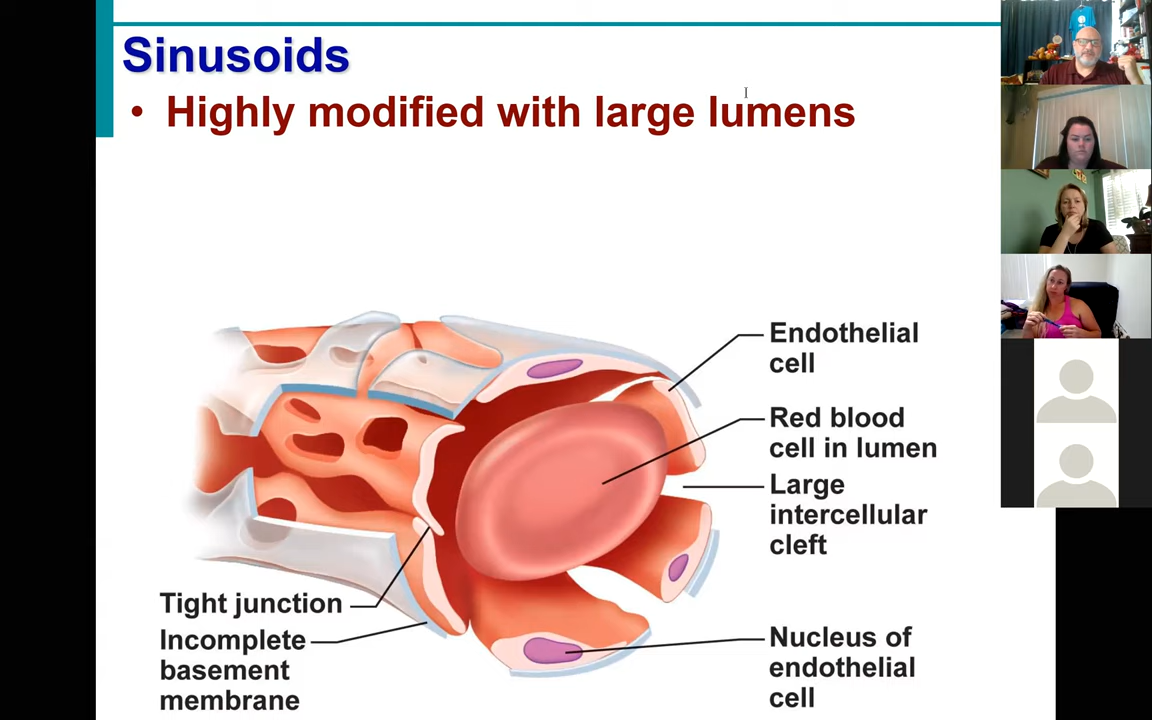 Sinusoids
• Highly modified with large lumens
Endothelial
cell
Red blood
cell in lumen
Large
intercellular
cleft
Tight junction
Incomplete
basement
membrane
Nucleus of
endothelial
cell